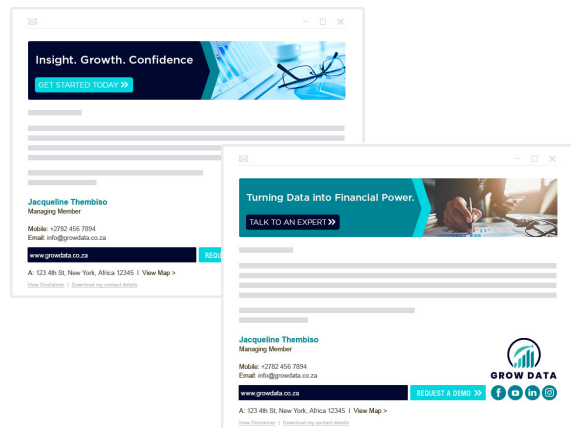 Insight. Growth. Confidence
GET STARTED TODAY >>
Jacqueline Thembiso
Managing Member
Mobile: +2782 456 7894
Email: info@growdata.co.za
www.growdata.co.za
REQU
A: 123 4th St, New York, Africa 12345 | View Map >
View Disclaimer | Download my contact details
Turning Data into Financial Power.
TALK TO AN EXPERT >>
Jacqueline Thembiso
Managing Member
Mobile: +2782 456 7894
Email: info@growdata.co.za
GROW DATA
www.growdata.co.za
REQUEST A DEMO >>
A: 123 4th St, New York, Africa 12345 | View Map >
View Disclaimer | Download my contact details